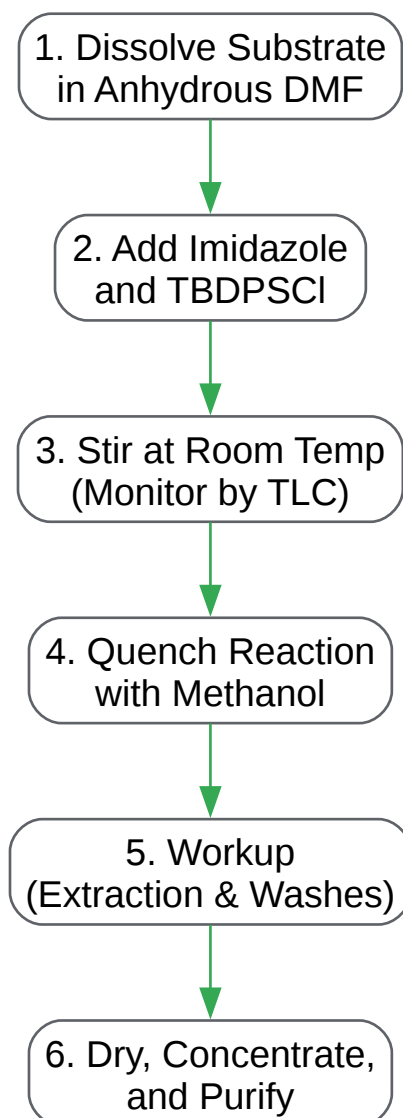 1. Dissolve Substrate
in Anhydrous DMF
2. Add Imidazole
and TBDPSCl
3. Stir at Room Temp
(Monitor by TLC)
4. Quench Reaction
with Methanol
5. Workup
(Extraction & Washes)
6. Dry, Concentrate,
and Purify